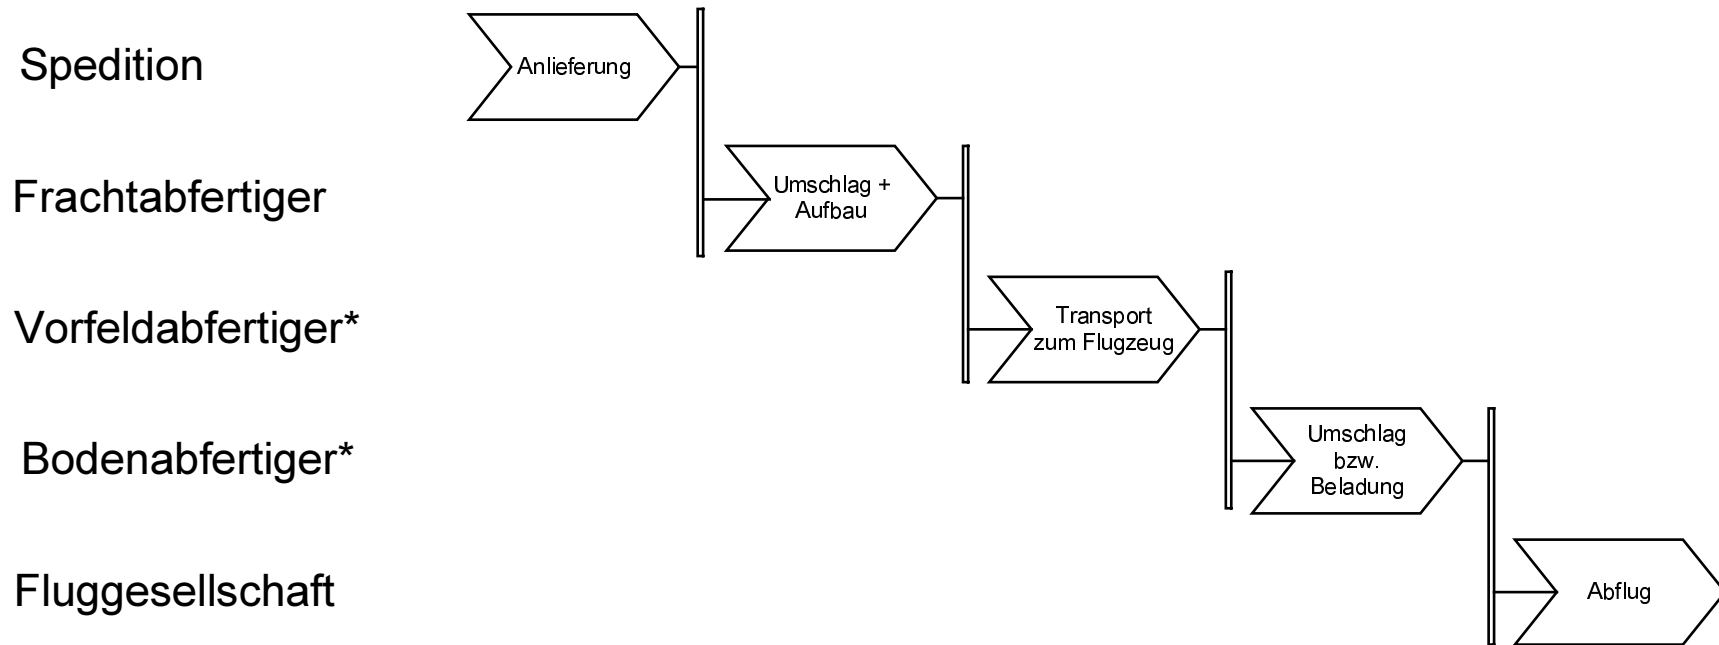 Spedition
Anlieferung
Frachtabfertiger
Umschlag +
Aufbau
Vorfeldabfertiger*
Transport
zum Flugzeug
Bodenabfertiger*
Umschlag
bzw.
Beladung
Fluggesellschaft
Abflug